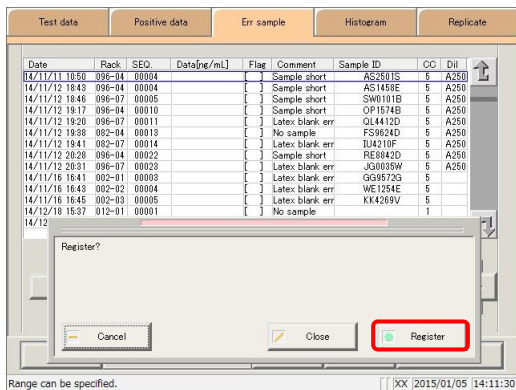 Test data Positive data Err sample Histogram Replicate
Date Rack SEQ. Data[ng/mL] Flag Comment Sample ID CC Dil
14/11/11 10:50 096-04 00004 [ ] Sample short AS2501S 5 A250
14/11/12 18:43 096-04 00004 [ ] Sample short AS1458E 5 A250
14/11/12 18:46 096-07 00005 [ ] Sample short SW0101B 5 A250
14/11/12 19:17 096-04 00010 [ ] Sample short OP1574B 5 A250
14/11/12 19:20 096-07 00011 [ ] Latex blank err QL4412D 5 A250
14/11/12 19:38 082-04 00013 [ ] No sample FS9624D 5 A250
14/11/12 19:41 082-07 00014 [ ] Latex blank err IU4210F 5 A250
14/11/12 20:28 096-04 00022 [ ] Sample short RE8842D 5 A250
14/11/12 20:31 096-07 00023 [ ] Latex blank err JG0035W 5 A250
14/11/16 16:41 002-01 00003 [ ] Latex blank err GG9572G 5
14/11/16 16:43 002-02 00004 [ ] Latex blank err WE1254E 5
14/11/16 16:45 002-03 00005 [ ] Latex blank err KK4269V 5
14/12/18 15:37 012-01 00001 [ ] No sample 1
14/12
Register?
Cancel Close Register
Range can be specified. XX 2015/01/05 14:11:30